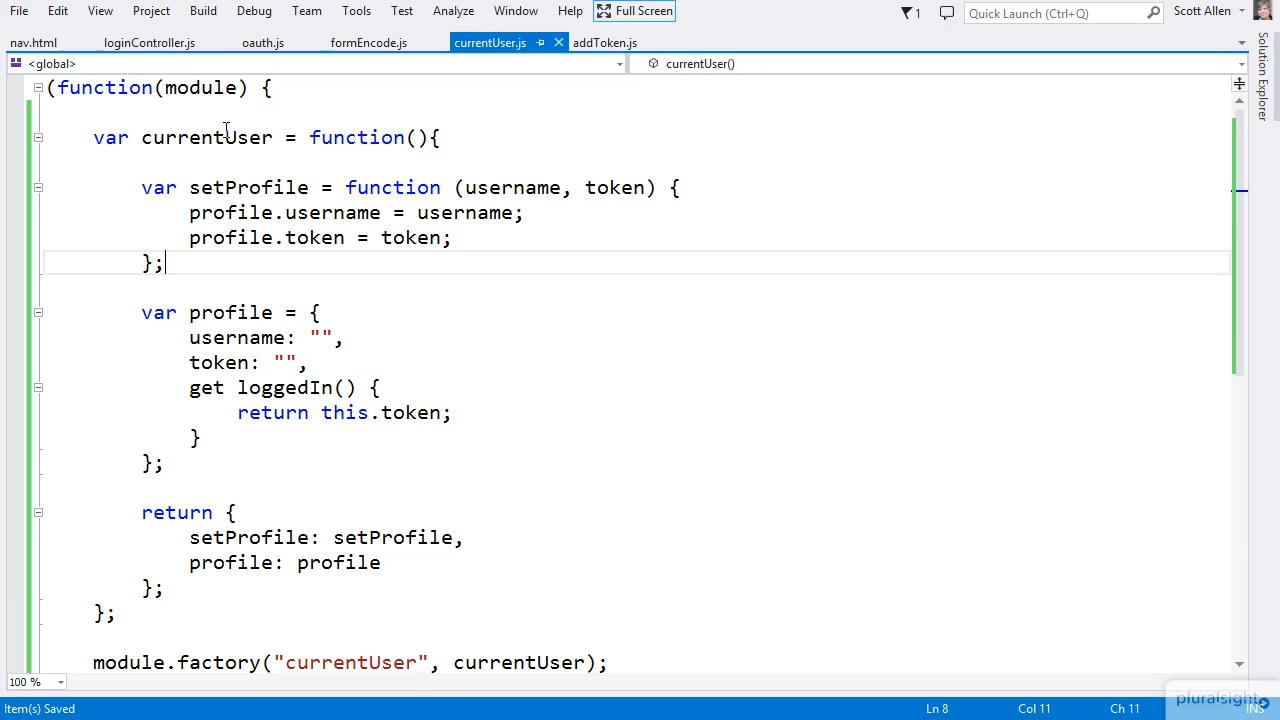 File Edit View Project Build Debug Team Tools Test Analyze Window Help Full Screen 1 Quick Launch (Ctrl+Q) Scott Allen
nav.html loginController.js oauth.js formEncode.js currentUser.js addToken.js
<global> currentUser()
Solution Explorer
(function(module) {
var currentUser = function(){
var setProfile = function (username, token) {
profile.username = username;
profile.token = token;
};
var profile = {
username: "",
token: "",
get loggedIn() {
return this.token;
}
};
return {
setProfile: setProfile,
profile: profile
};
};
module.factory("currentUser", currentUser);
100 %
Item(s) Saved Ln 8 Col 11 Ch 11 INS
pluralsight